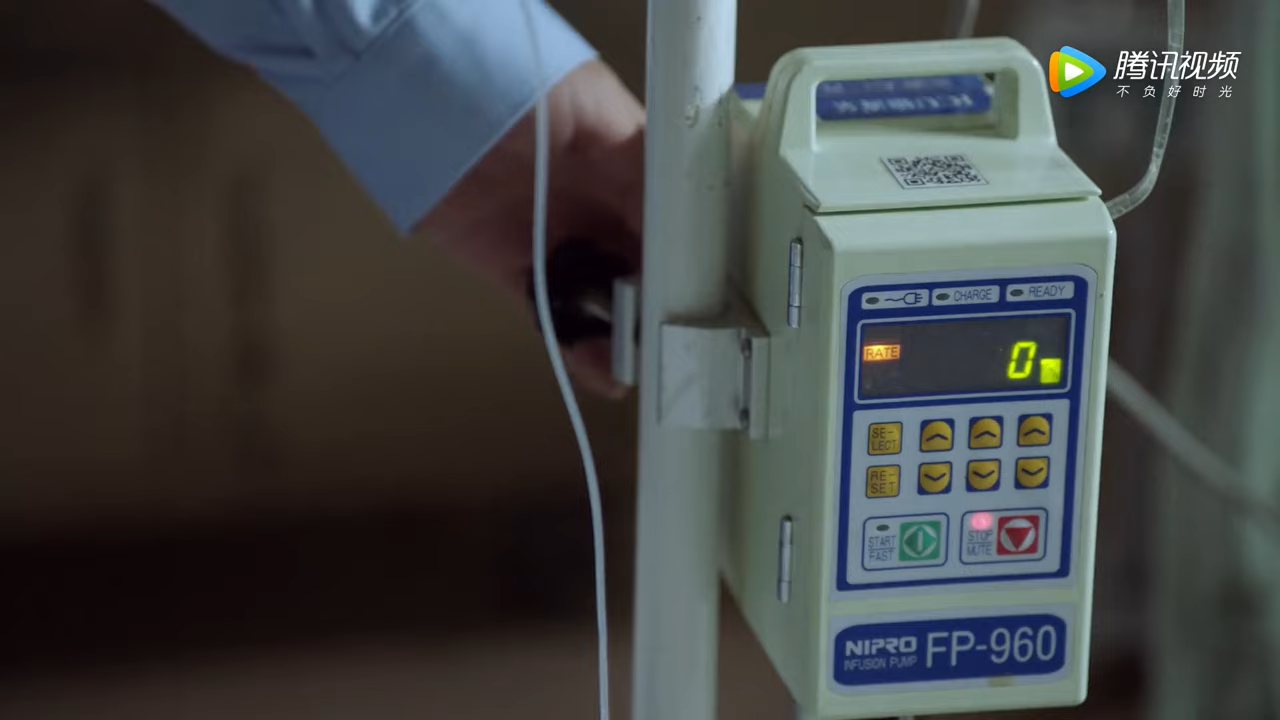 腾讯视频
不负好时光
CHARGE
READY
RATE
0
SE-
LECT
RE-
SET
START
FAST
STOP
MUTE
NIPRO
INFUSION PUMP
FP-960